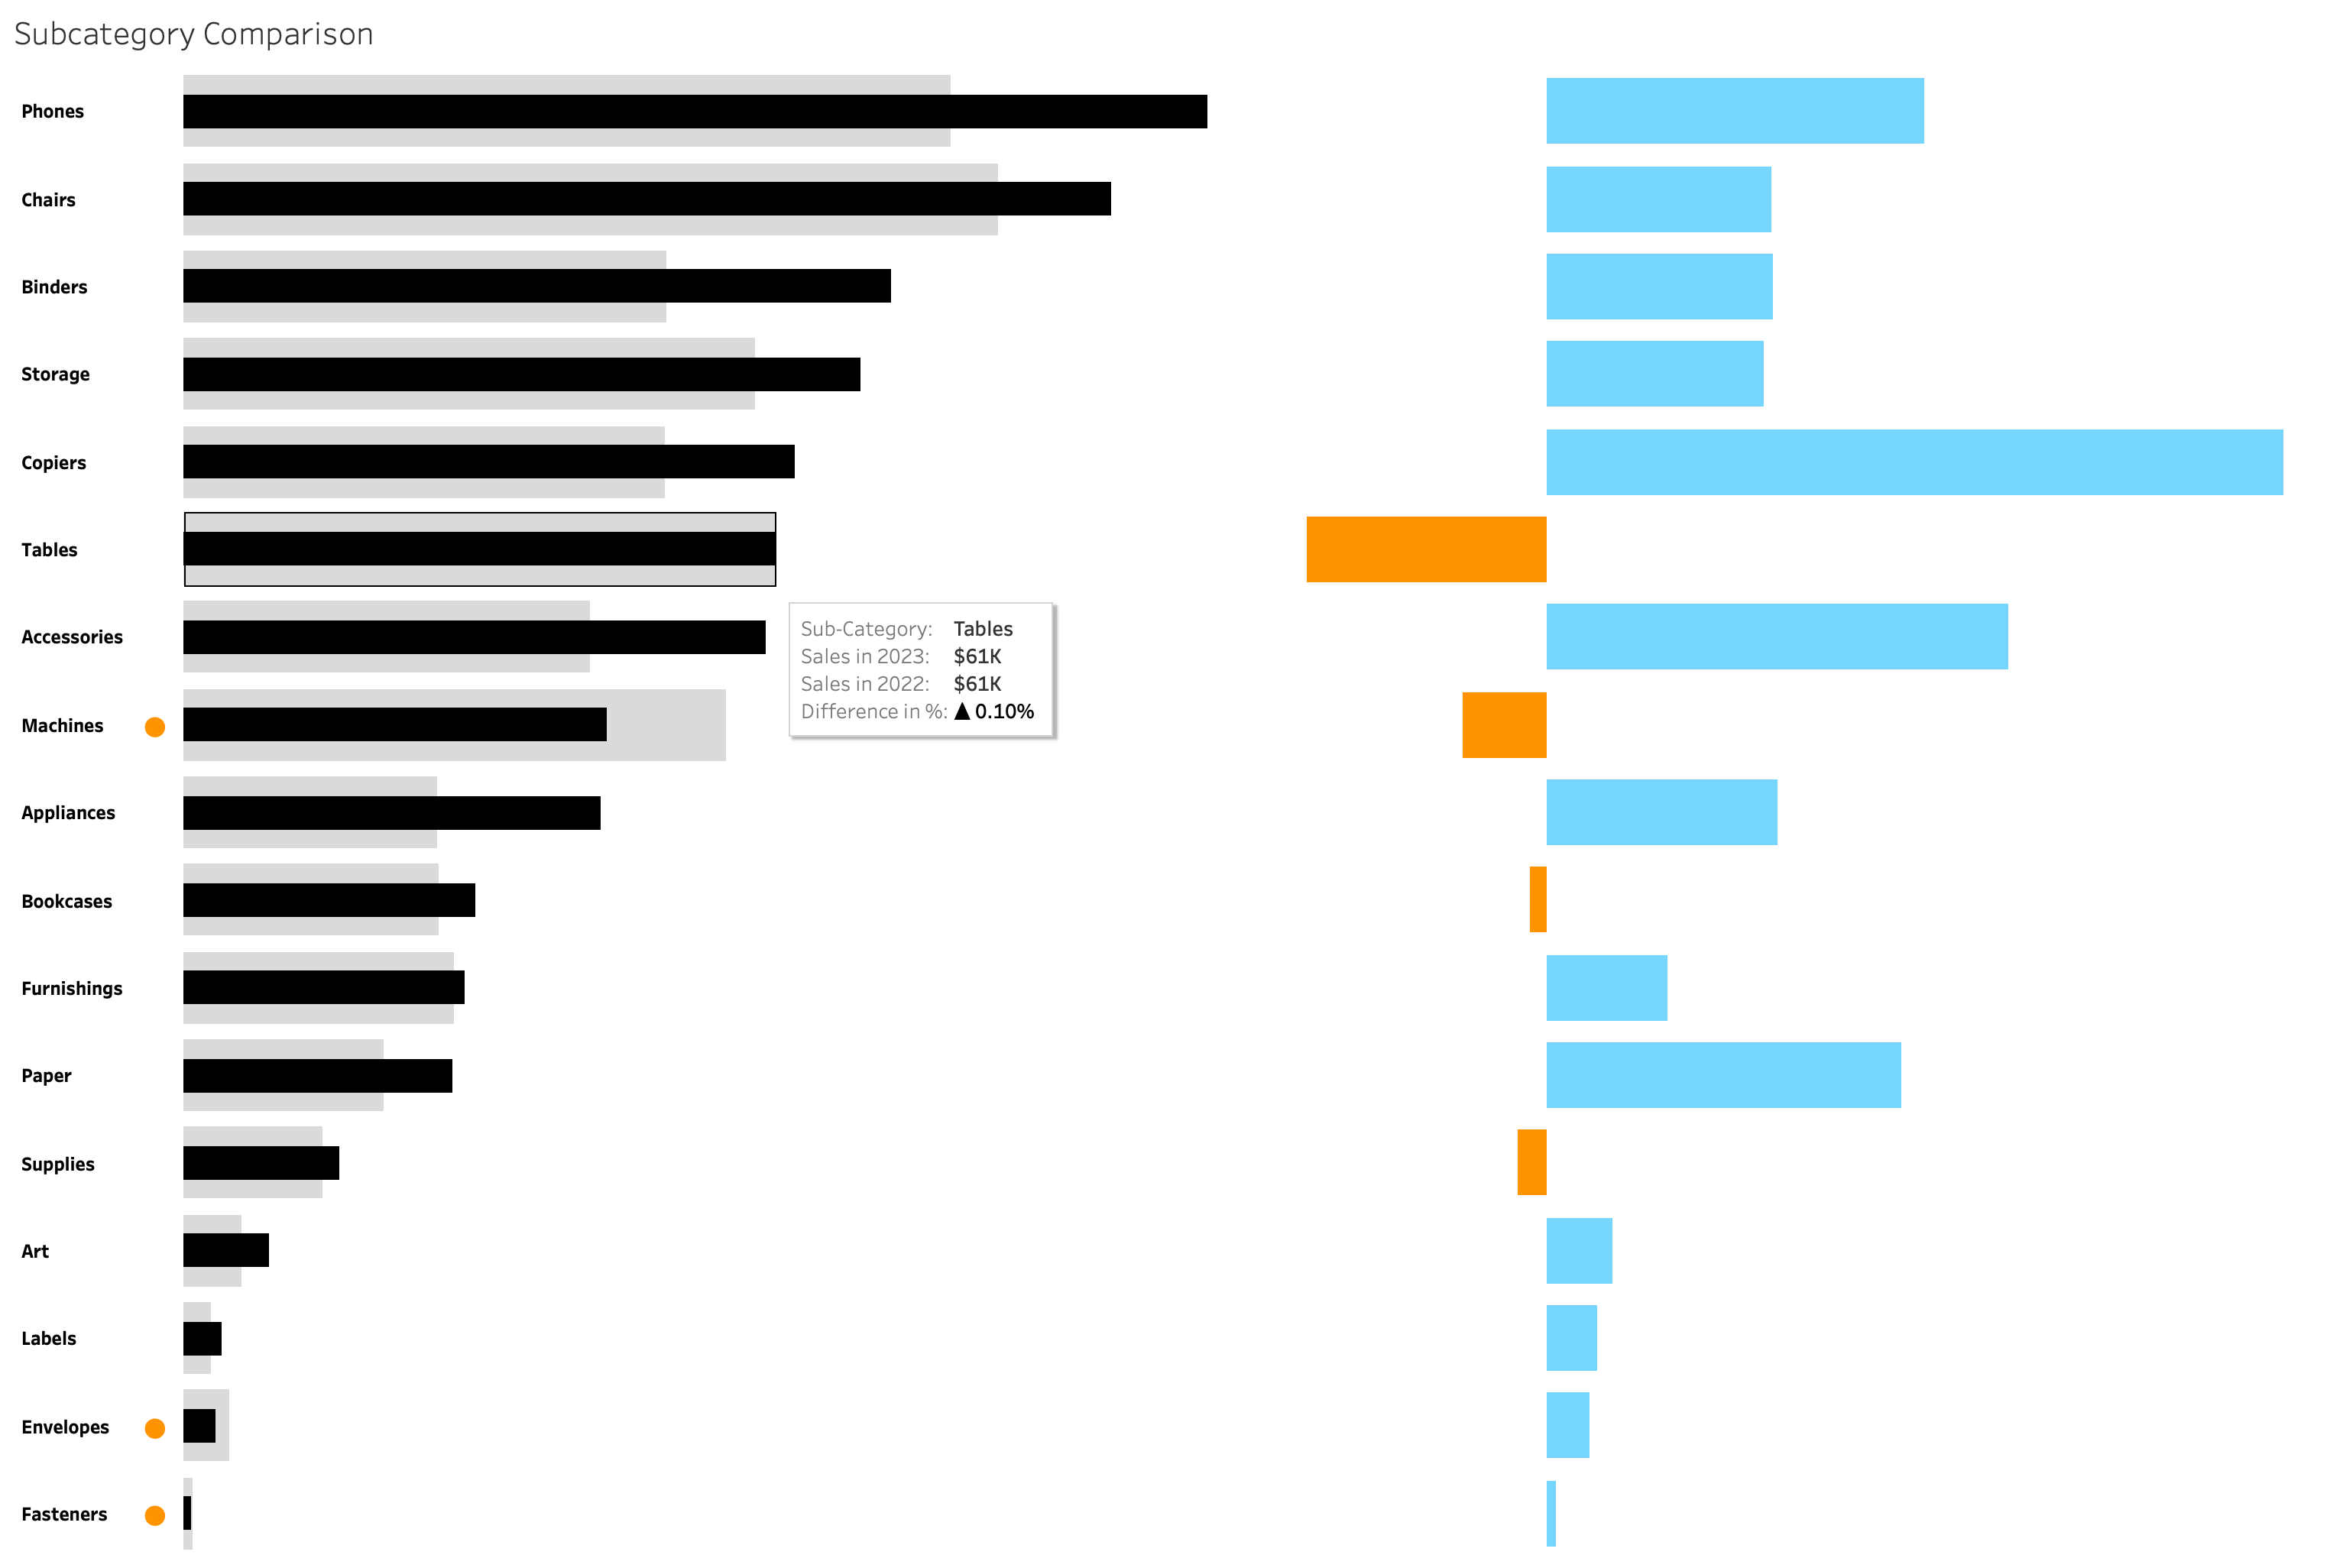 Subcategory Comparison
Phones
Chairs
Binders
Storage
Copiers
Tables
Accessories
Sub-Category: Tables
Sales in 2023: $61K
Sales in 2022: $61K
Difference in %: ▲ 0.10%
Machines
Appliances
Bookcases
Furnishings
Paper
Supplies
Art
Labels
Envelopes
Fasteners